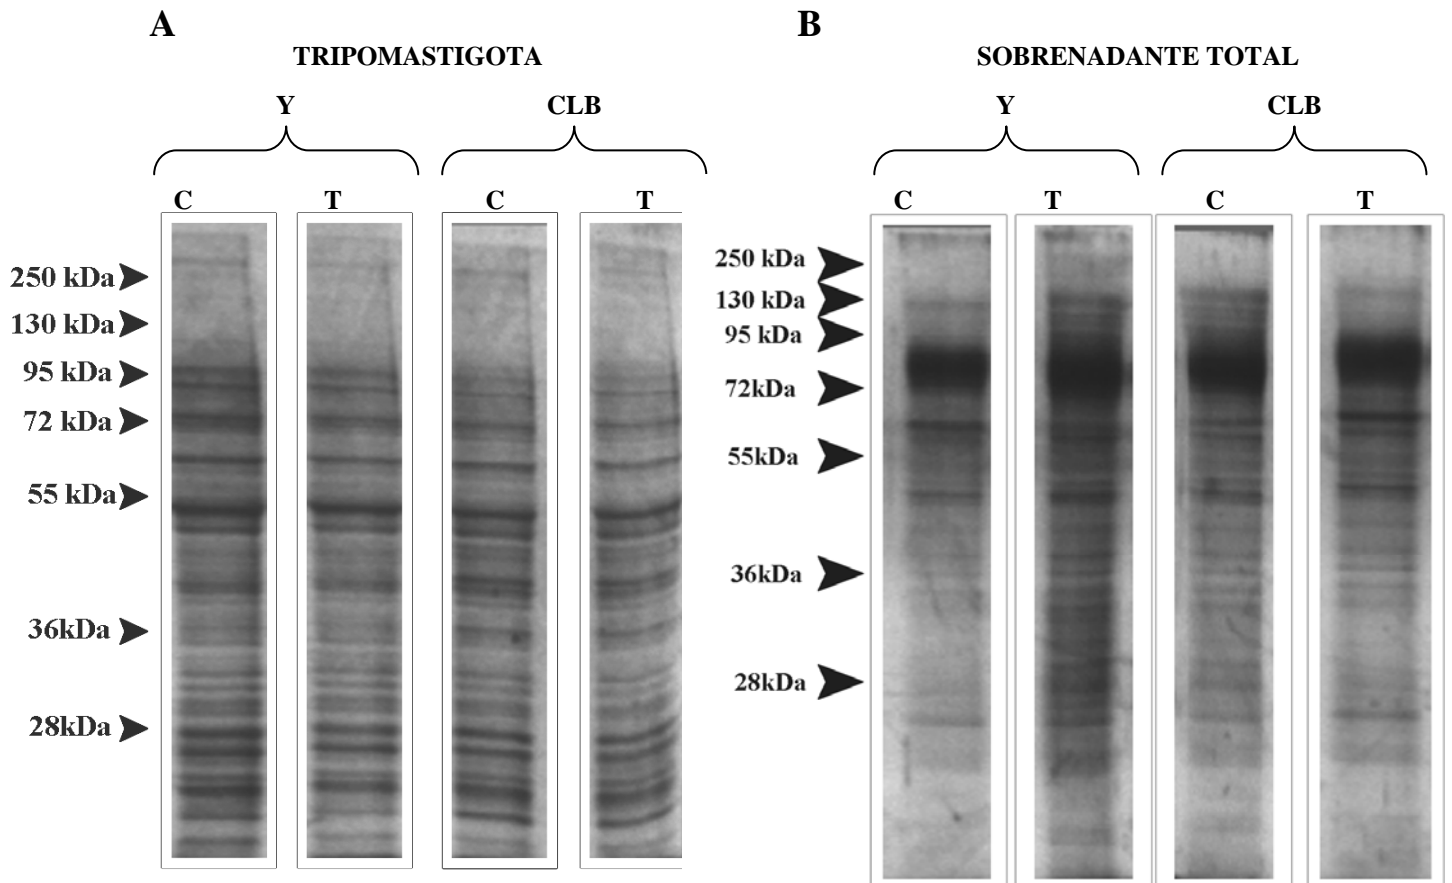 A
TRIPOMASTIGOTA
Y CLB
C T C T
250 kDa
130 kDa
95 kDa
72 kDa
55 kDa
36kDa
28kDa
B
SOBRENADANTE TOTAL
Y CLB
C T C T
250 kDa
130 kDa
95 kDa
72kDa
55kDa
36kDa
28kDa